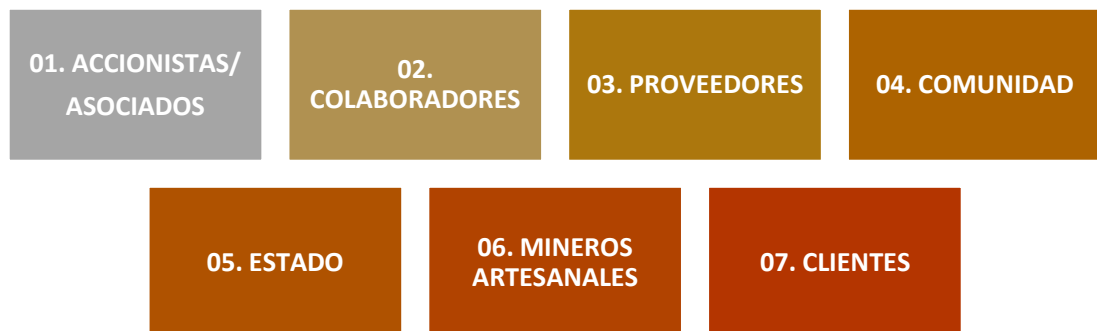 01. ACCIONISTAS/
ASOCIADOS
02.
COLABORADORES
03. PROVEEDORES
04. COMUNIDAD
05. ESTADO
06. MINEROS
ARTESANALES
07. CLIENTES